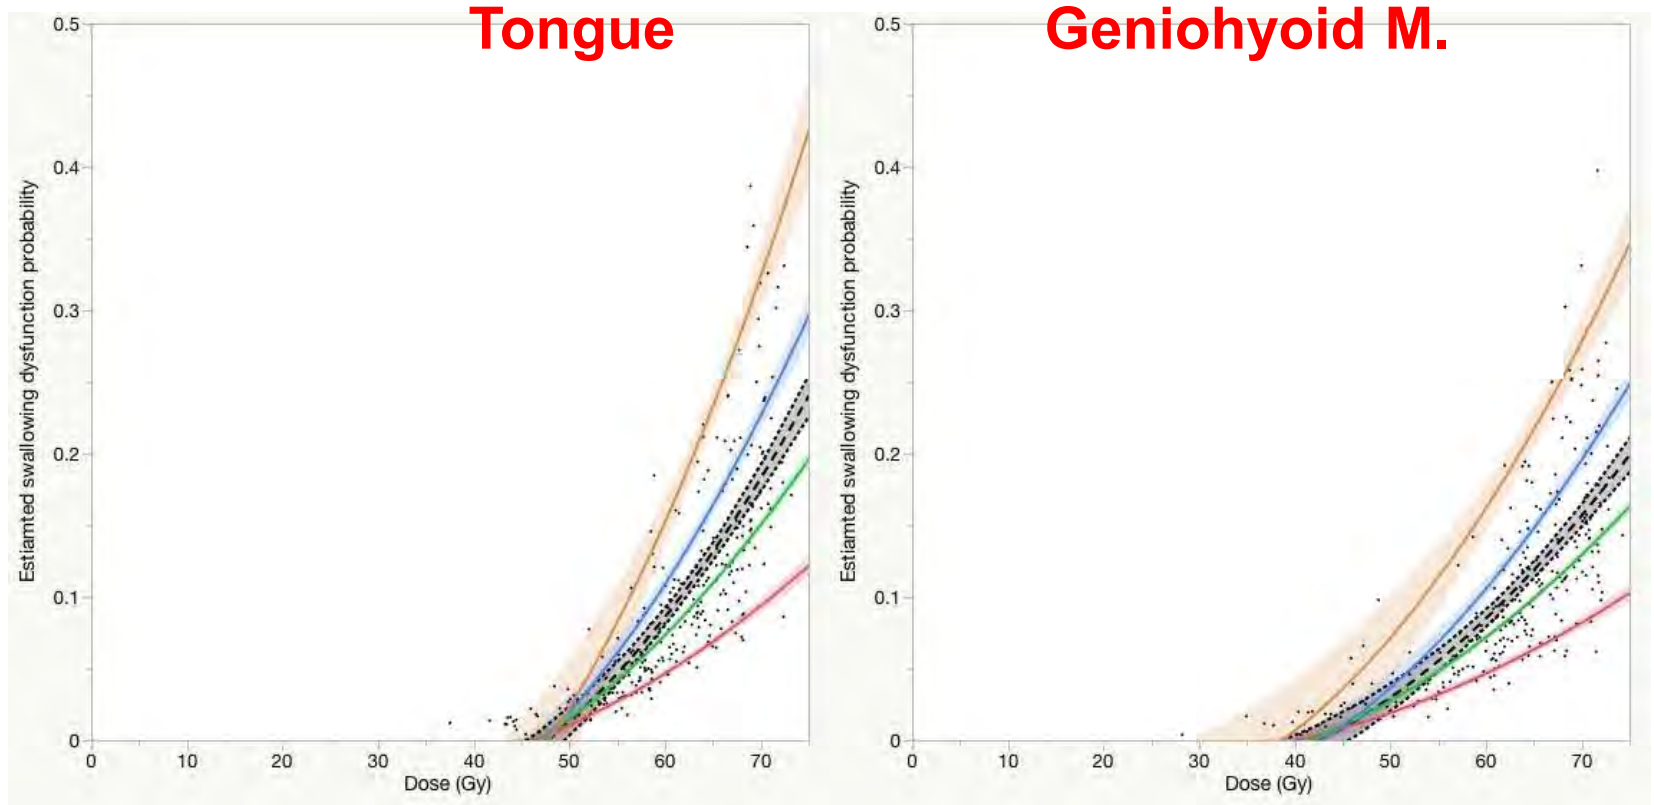 Tongue
Geniohyoid M.
Estiamted swallowing dysfunction probability
0.5
0.4
0.3
0.2
0.1
0
0 10 20 30 40 50 60 70
Dose (Gy)
Estiamted swallowing dysfunction probability
0.5
0.4
0.3
0.2
0.1
0
0 10 20 30 40 50 60 70
Dose (Gy)